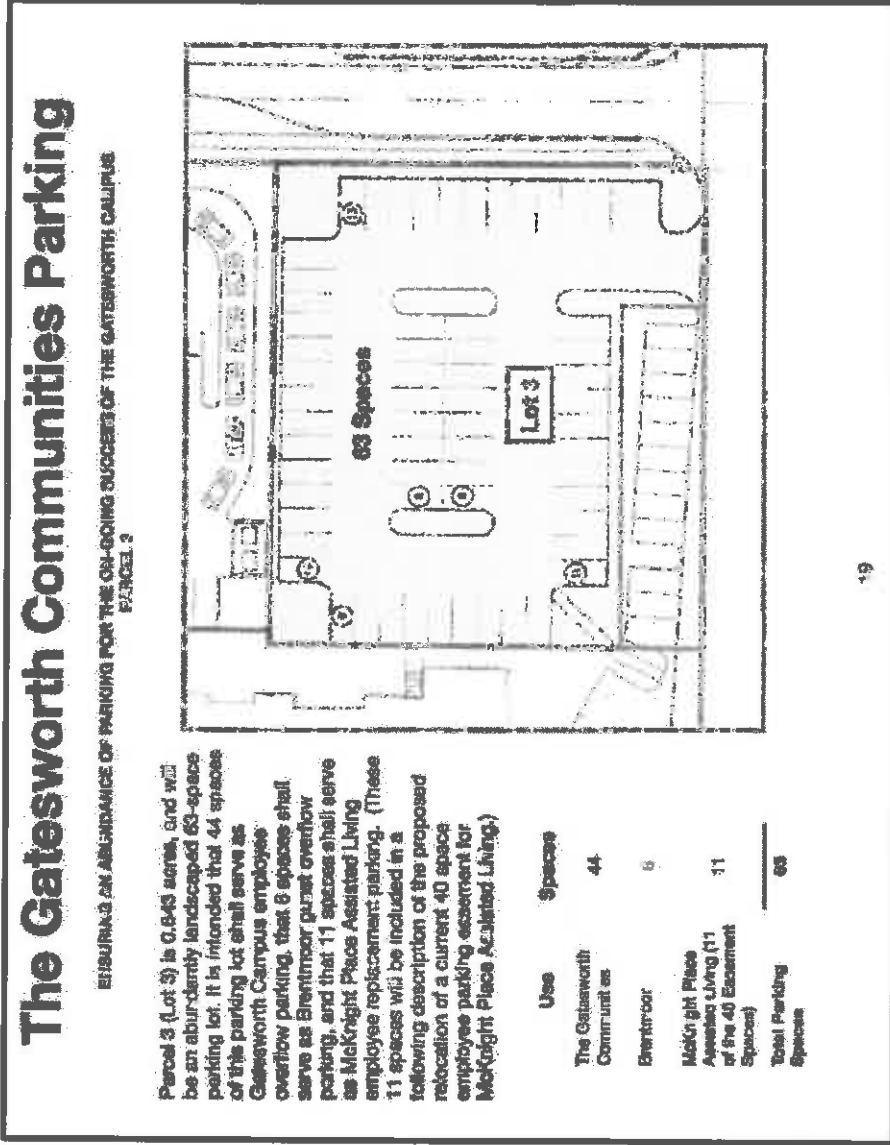 The Gatesworth Communities Parking
ENSURING AN ABUNDANCE OF PARKING FOR THE ON-GOING SUCCESS OF THE GATESWORTH CAMPUS
PARCEL 3
Parcel 3 (Lot 3) is 0.643 acres, and will
be an abundantly landscaped 63-space
parking lot. It is intended that 44 spaces
of this parking lot shall serve as
Gatesworth Campus employee
overflow parking, that 8 spaces shall
serve as Brentmoor guest overflow
parking, and that 11 spaces shall serve
as McKnight Place Assisted Living
employee replacement parking. (These
11 spaces will be included in a
following description of the proposed
relocation of a current 40 space
employee parking easement for
McKnight Place Assisted Living.)
Use Spaces
The Gatesworth 44
Communities
Brentmoor 8
McKnight Place 11
Assisted Living (11
of the 40 Easement
Spaces)
Total Parking 63
Spaces
63 Spaces
Lot 3
19